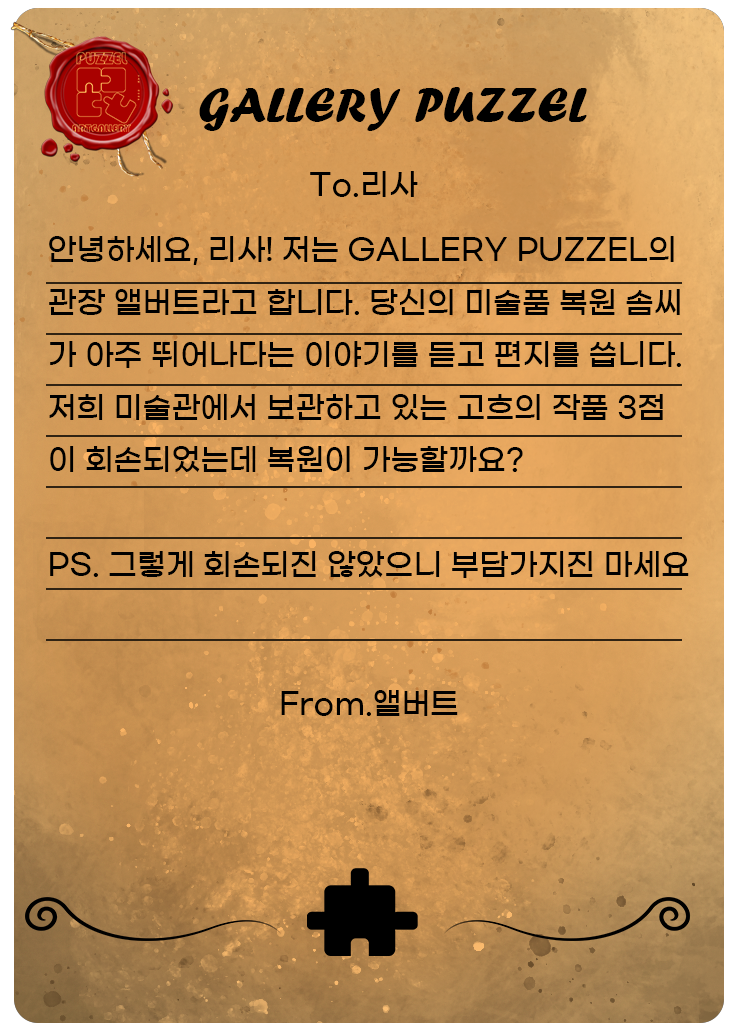 PUZZEL
ARTGALLERY
GALLERY PUZZEL
To.리사
안녕하세요, 리사! 저는 GALLERY PUZZEL의
관장 앨버트라고 합니다. 당신의 미술품 복원 솜씨
가 아주 뛰어나다는 이야기를 듣고 편지를 씁니다.
저희 미술관에서 보관하고 있는 고흐의 작품 3점
이 회손되었는데 복원이 가능할까요?
PS. 그렇게 회손되진 않았으니 부담가지진 마세요
From.앨버트